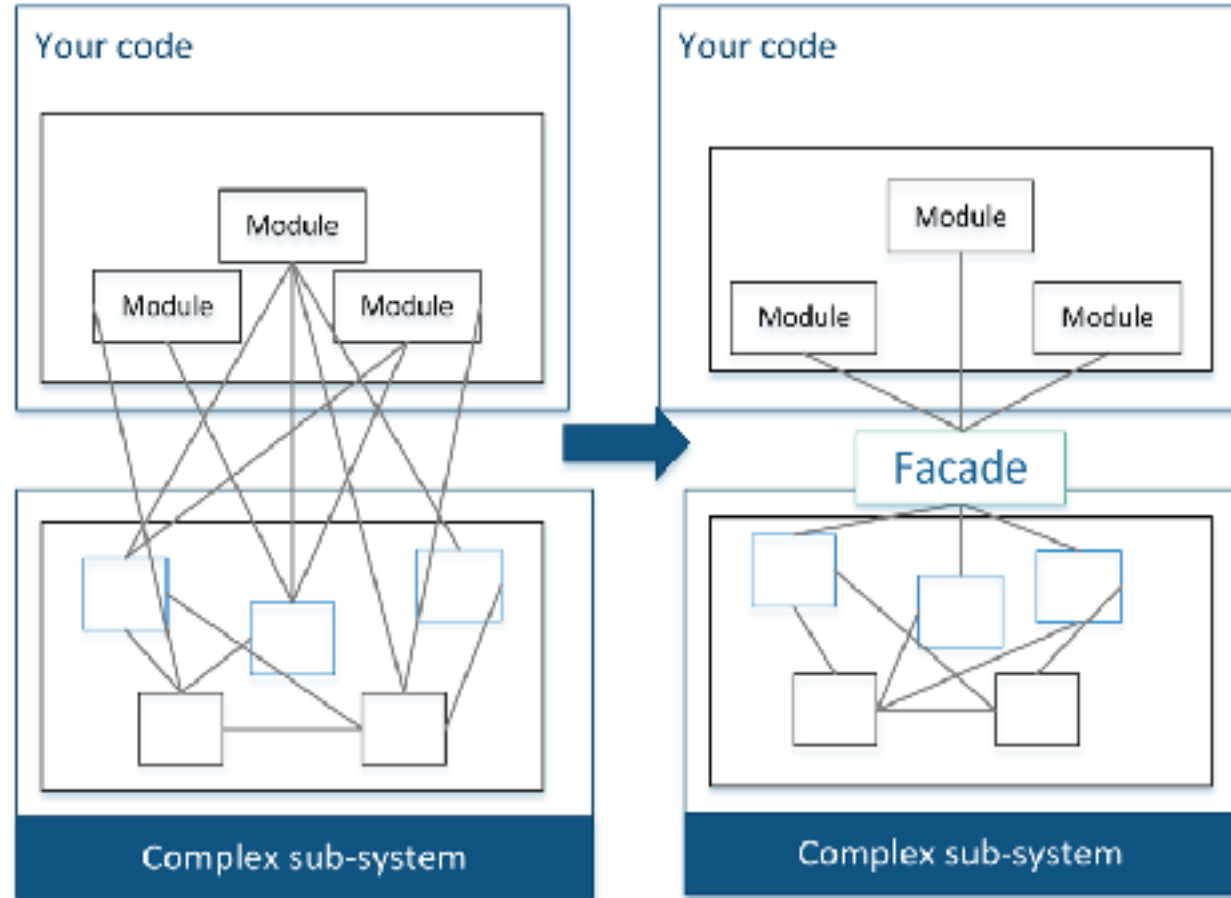 Your code
Module
Module
Module
Complex sub-system
Your code
Module
Module
Module
Facade
Complex sub-system